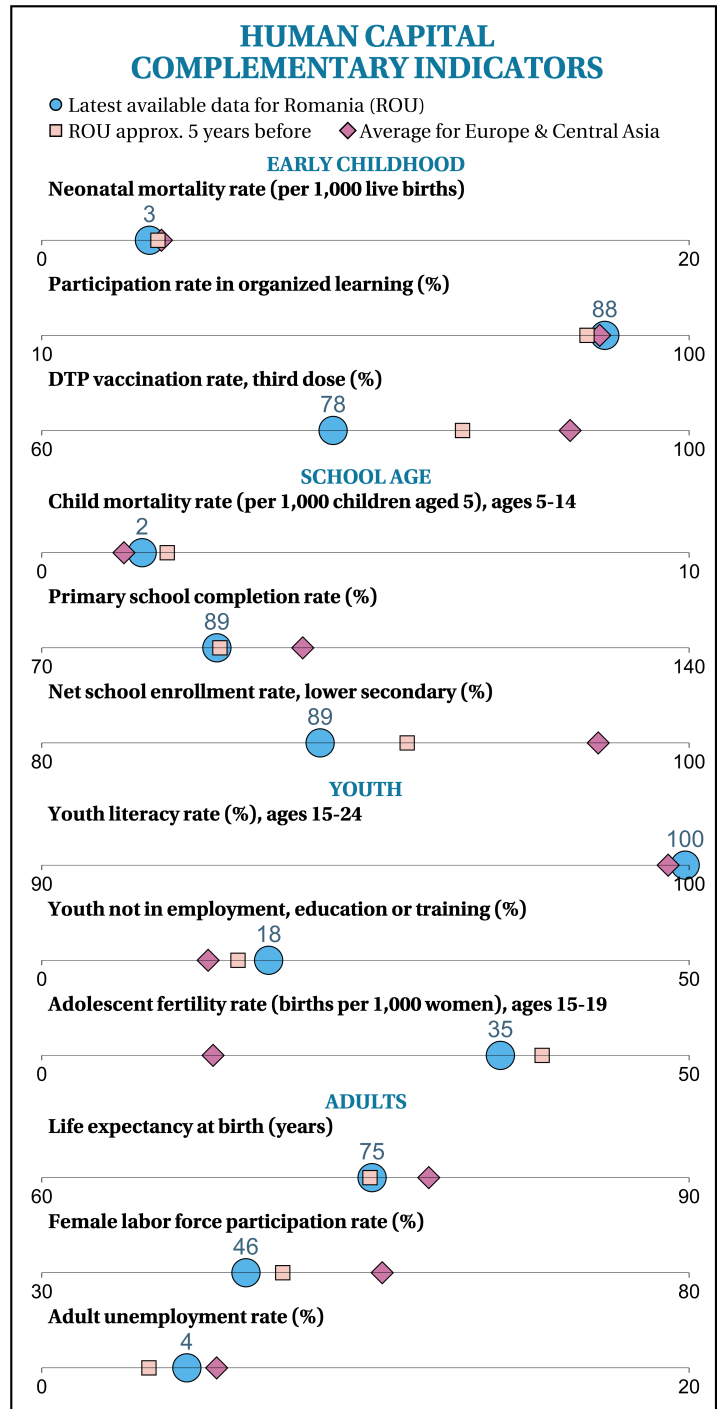 HUMAN CAPITAL
COMPLEMENTARY INDICATORS
Latest available data for Romania (ROU)
ROU approx. 5 years before Average for Europe & Central Asia
EARLY CHILDHOOD
Neonatal mortality rate (per 1,000 live births)
3
0 20
Participation rate in organized learning (%)
88
10 100
DTP vaccination rate, third dose (%)
78
60 100
SCHOOL AGE
Child mortality rate (per 1,000 children aged 5), ages 5-14
2
0 10
Primary school completion rate (%)
89
70 140
Net school enrollment rate, lower secondary (%)
89
80 100
YOUTH
Youth literacy rate (%), ages 15-24
100
90 100
Youth not in employment, education or training (%)
18
0 50
Adolescent fertility rate (births per 1,000 women), ages 15-19
35
0 50
ADULTS
Life expectancy at birth (years)
75
60 90
Female labor force participation rate (%)
46
30 80
Adult unemployment rate (%)
4
0 20